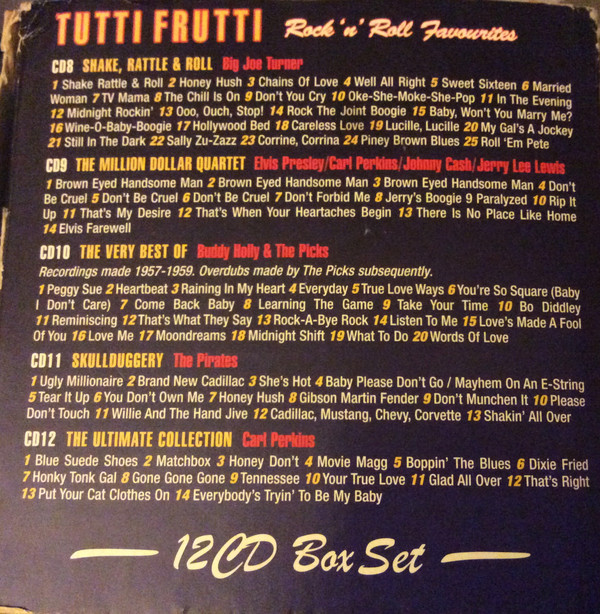 TUTTI FRUTTI Rock 'n' Roll Favourites
CD8 SHAKE, RATTLE & ROLL Big Joe Turner
1 Shake Rattle & Roll 2 Honey Hush 3 Chains Of Love 4 Well All Right 5 Sweet Sixteen 6 Married
Woman 7 TV Mama 8 The Chill Is On 9 Don't You Cry 10 Oke-She-Moke-She-Pop 11 In The Evening
12 Midnight Rockin' 13 Ooo, Ouch, Stop! 14 Rock The Joint Boogie 15 Baby, Won't You Marry Me?
16 Wine-O-Baby-Boogie 17 Hollywood Bed 18 Careless Love 19 Lucille, Lucille 20 My Gal's A Jockey
21 Still In The Dark 22 Sally Zu-Zazz 23 Corrine, Corrina 24 Piney Brown Blues 25 Roll 'Em Pete
CD9 THE MILLION DOLLAR QUARTET Elvis Presley/Carl Perkins/Johnny Cash/Jerry Lee Lewis
1 Brown Eyed Handsome Man 2 Brown Eyed Handsome Man 3 Brown Eyed Handsome Man 4 Don't
Be Cruel 5 Don't Be Cruel 6 Don't Be Cruel 7 Don't Forbid Me 8 Jerry's Boogie 9 Paralyzed 10 Rip It
Up 11 That's My Desire 12 That's When Your Heartaches Begin 13 There Is No Place Like Home
14 Elvis Farewell
CD10 THE VERY BEST OF Buddy Holly & The Picks
Recordings made 1957-1959. Overdubs made by The Picks subsequently.
1 Peggy Sue 2 Heartbeat 3 Raining In My Heart 4 Everyday 5 True Love Ways 6 You're So Square (Baby
I Don't Care) 7 Come Back Baby 8 Learning The Game 9 Take Your Time 10 Bo Diddley
11 Reminiscing 12 That's What They Say 13 Rock-A-Bye Rock 14 Listen To Me 15 Love's Made A Fool
Of You 16 Love Me 17 Moondreams 18 Midnight Shift 19 What To Do 20 Words Of Love
CD11 SKULLDUGGERY The Pirates
1 Ugly Millionaire 2 Brand New Cadillac 3 She's Hot 4 Baby Please Don't Go / Mayhem On An E-String
5 Tear It Up 6 You Don't Own Me 7 Honey Hush 8 Gibson Martin Fender 9 Don't Munchen It 10 Please
Don't Touch 11 Willie And The Hand Jive 12 Cadillac, Mustang, Chevy, Corvette 13 Shakin' All Over
CD12 THE ULTIMATE COLLECTION Carl Perkins
1 Blue Suede Shoes 2 Matchbox 3 Honey Don't 4 Movie Magg 5 Boppin' The Blues 6 Dixie Fried
7 Honky Tonk Gal 8 Gone Gone Gone 9 Tennessee 10 Your True Love 11 Glad All Over 12 That's Right
13 Put Your Cat Clothes On 14 Everybody's Tryin' To Be My Baby
12CD Box Set